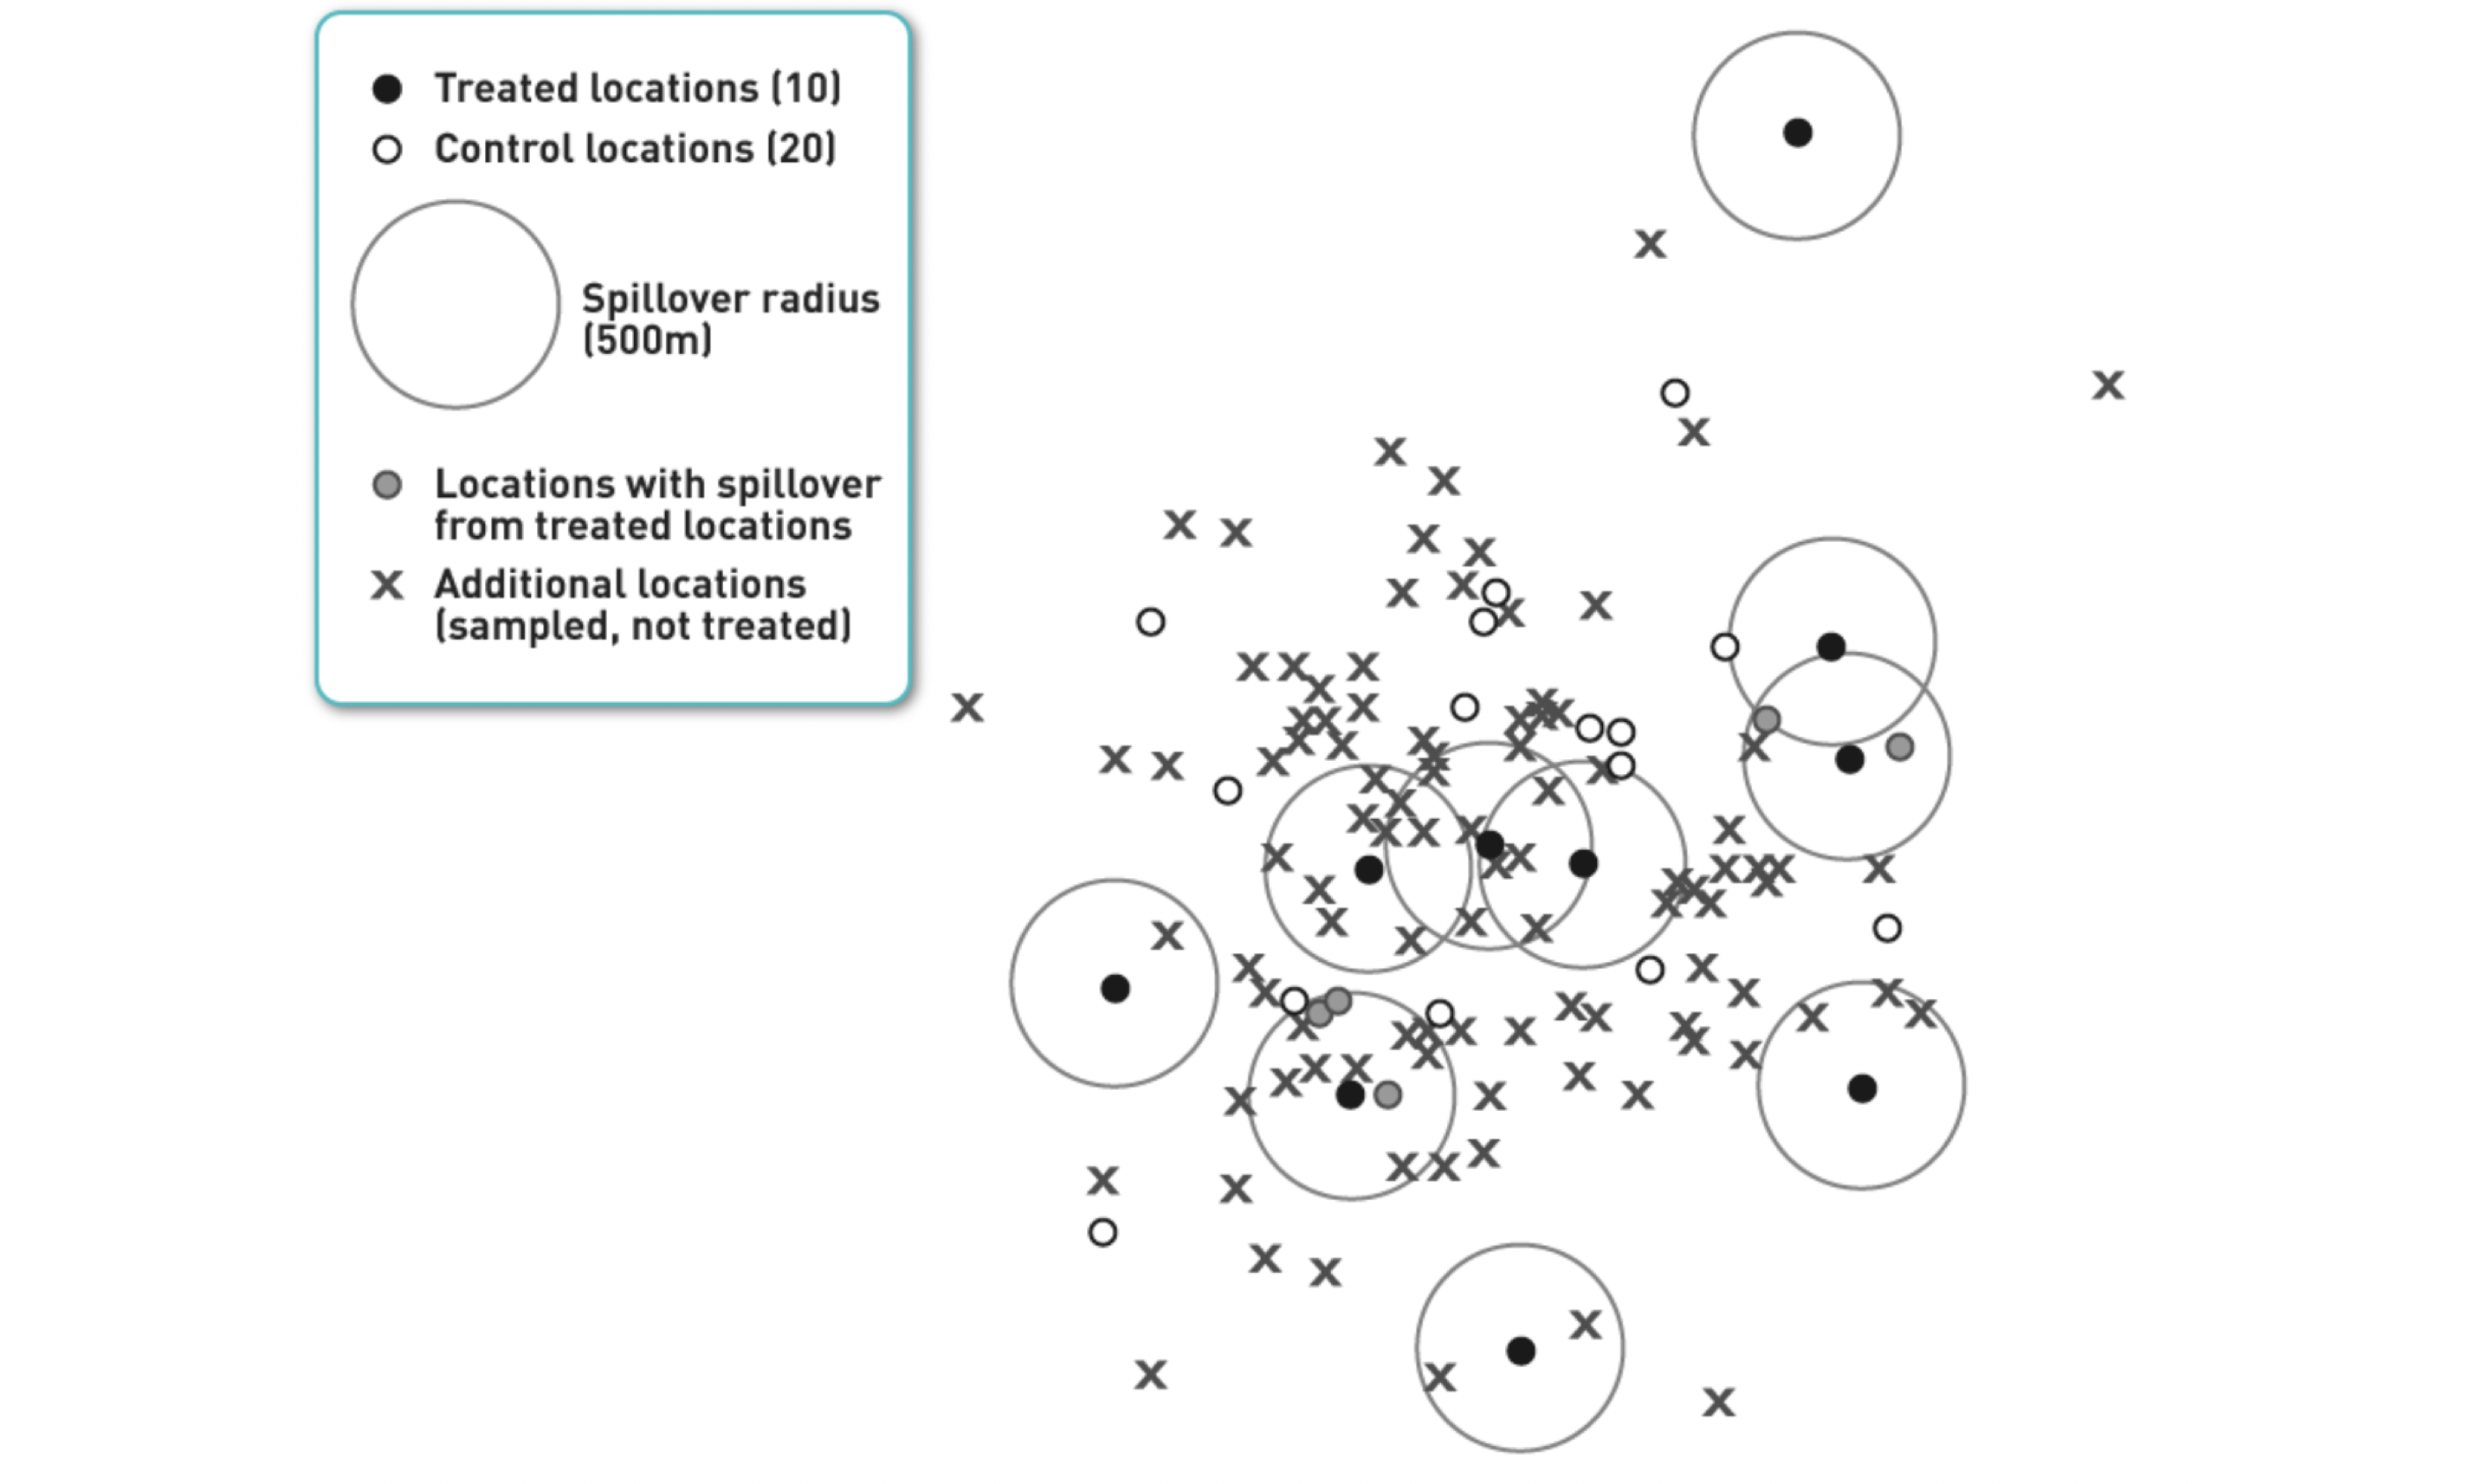 Treated locations (10)
Control locations (20)
Spillover radius
(500m)
Locations with spillover
from treated locations
Additional locations
(sampled, not treated)